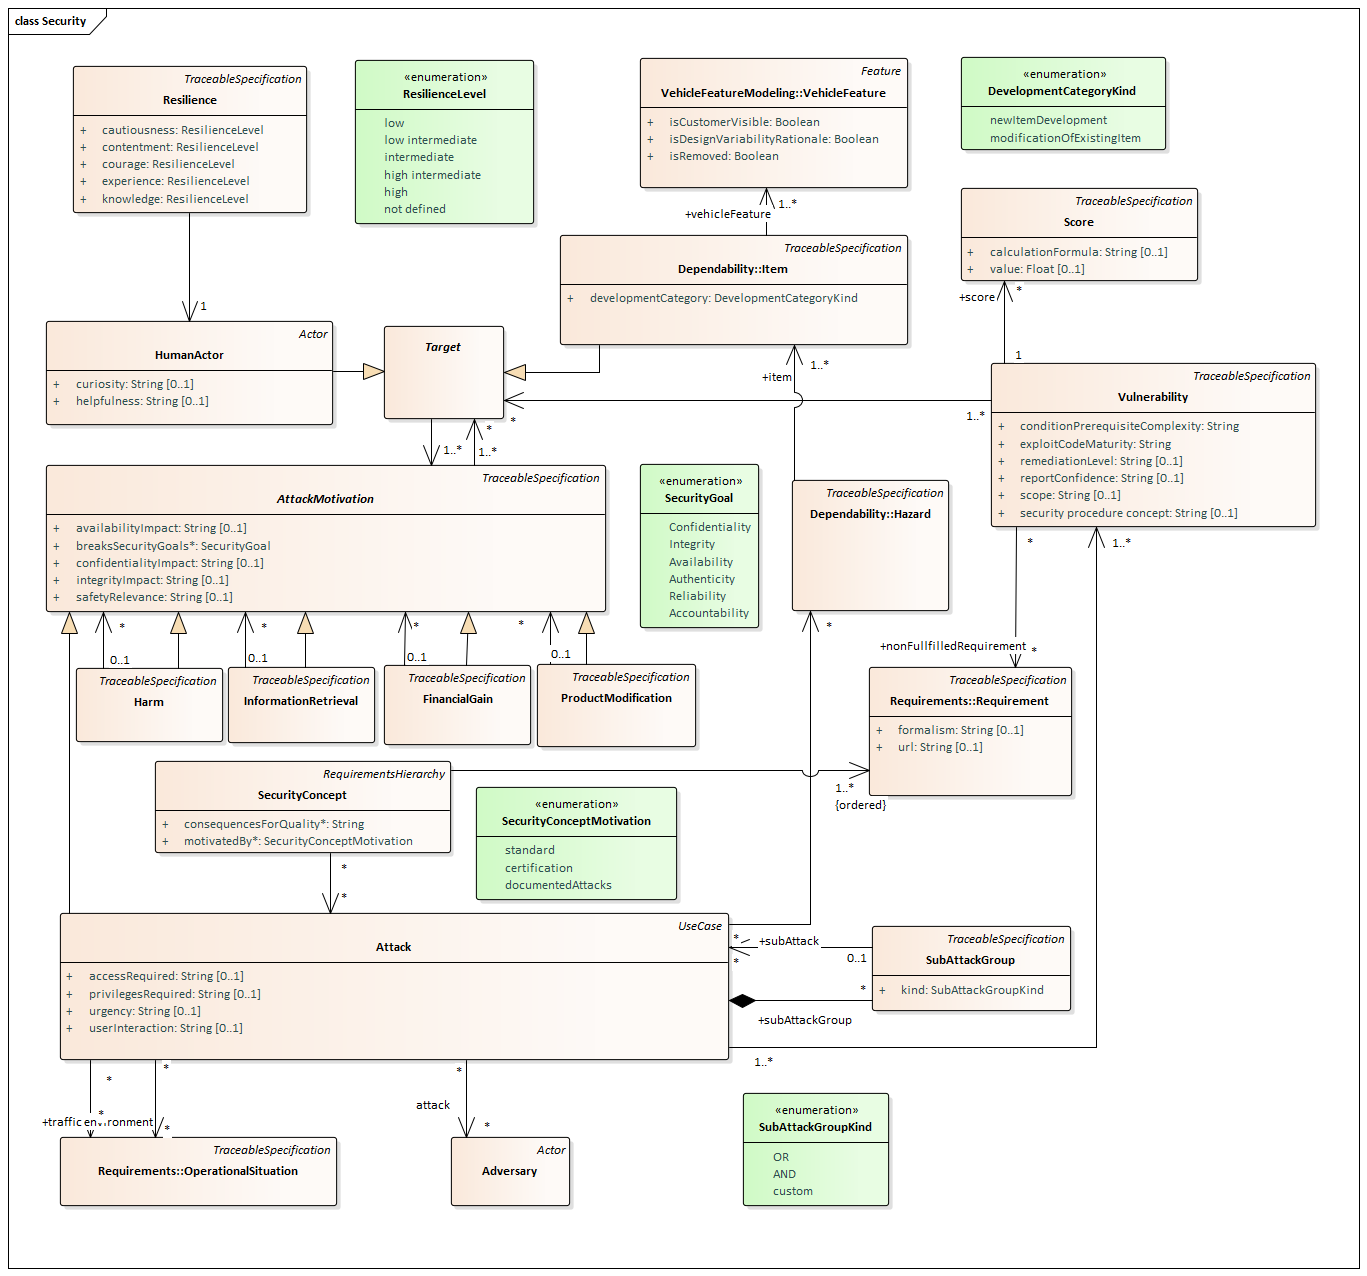 class Security
TraceableSpecification
Resilience
+ cautiousness: ResilienceLevel
+ contentment: ResilienceLevel
+ courage: ResilienceLevel
+ experience: ResilienceLevel
+ knowledge: ResilienceLevel
«enumeration»
ResilienceLevel
low
low intermediate
intermediate
high intermediate
high
not defined
Feature
VehicleFeatureModeling::VehicleFeature
+ isCustomerVisible: Boolean
+ isDesignVariabilityRationale: Boolean
+ isRemoved: Boolean
«enumeration»
DevelopmentCategoryKind
newItemDevelopment
modificationOfExistingItem
+vehicleFeature
1..*
TraceableSpecification
Score
+ calculationFormula: String [0..1]
+ value: Float [0..1]
TraceableSpecification
Dependability::Item
+ developmentCategory: DevelopmentCategoryKind
+score
*
1
1
Actor
HumanActor
+ curiosity: String [0..1]
+ helpfulness: String [0..1]
Target
+item
1..*
TraceableSpecification
Vulnerability
+ conditionPrerequisiteComplexity: String
+ exploitCodeMaturity: String
+ remediationLevel: String [0..1]
+ reportConfidence: String [0..1]
+ scope: String [0..1]
+ security procedure concept: String [0..1]
1..*
*
*
1..*
1..*
TraceableSpecification
AttackMotivation
+ availabilityImpact: String [0..1]
+ breaksSecurityGoals*: SecurityGoal
+ confidentialityImpact: String [0..1]
+ integrityImpact: String [0..1]
+ safetyRelevance: String [0..1]
«enumeration»
SecurityGoal
Confidentiality
Integrity
Availability
Authenticity
Reliability
Accountability
TraceableSpecification
Dependability::Hazard
*
1..*
*
*
*
*
*
0..1
0..1
0..1
0..1
+nonFullfilledRequirement
*
TraceableSpecification
Harm
TraceableSpecification
InformationRetrieval
TraceableSpecification
FinancialGain
TraceableSpecification
ProductModification
TraceableSpecification
Requirements::Requirement
+ formalism: String [0..1]
+ url: String [0..1]
RequirementsHierarchy
SecurityConcept
+ consequencesForQuality*: String
+ motivatedBy*: SecurityConceptMotivation
1..*
{ordered}
«enumeration»
SecurityConceptMotivation
standard
certification
documentedAttacks
*
*
UseCase
Attack
+ accessRequired: String [0..1]
+ privilegesRequired: String [0..1]
+ urgency: String [0..1]
+ userInteraction: String [0..1]
*
+subAttack
*
0..1
TraceableSpecification
SubAttackGroup
+ kind: SubAttackGroupKind
*
+subAttackGroup
1..*
*
*
*
attack
*
+traffic environment
*
*
*
TraceableSpecification
Requirements::OperationalSituation
Actor
Adversary
«enumeration»
SubAttackGroupKind
OR
AND
custom